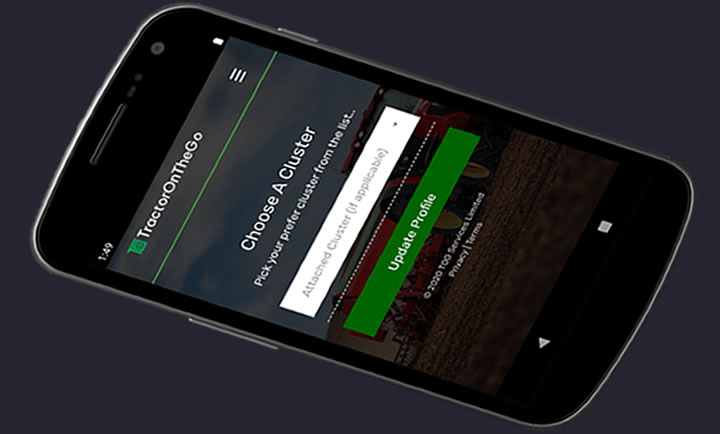 1:49
TG TractorOnTheGo
Choose A Cluster
Pick your prefer cluster from the list..
Attached Cluster (if applicable)
Update Profile
© 2020 TOG Services Limited
Privacy | Terms